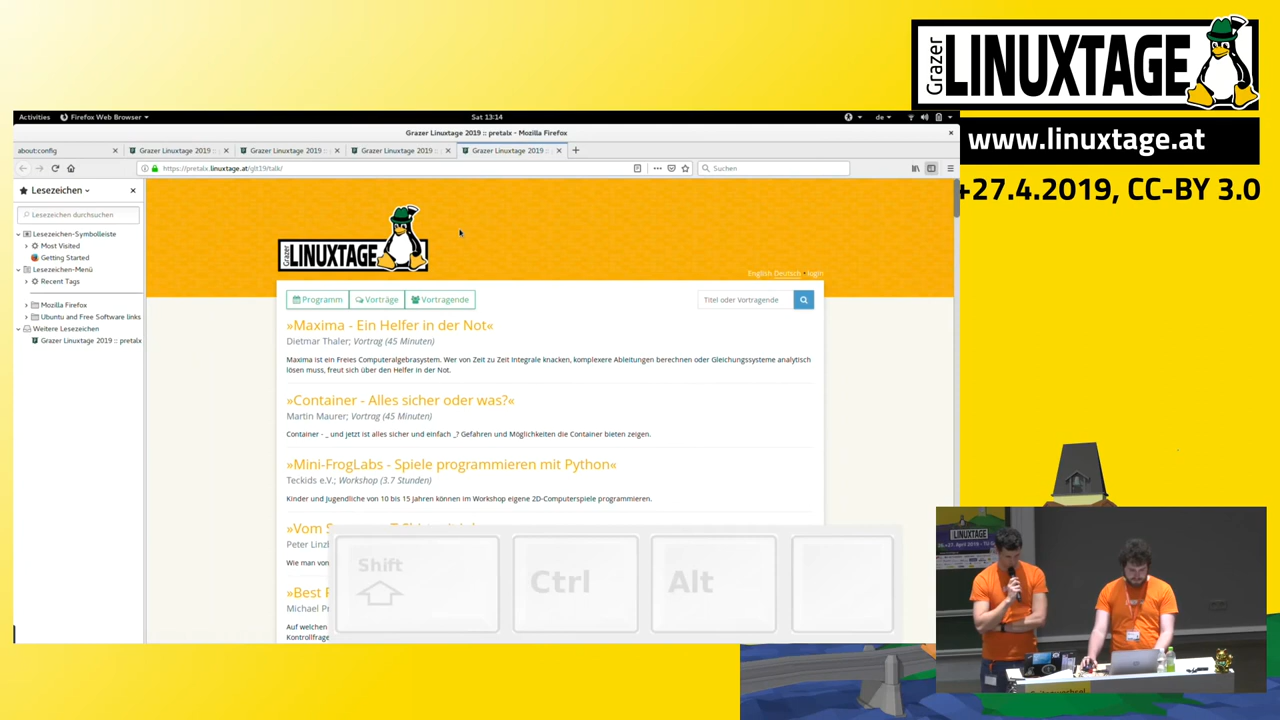 Grazer LINUXTAGE
www.linuxtage.at
+27.4.2019, CC-BY 3.0
Activities Firefox Web Browser Sat 13:14 de
Grazer Linuxtage 2019 :: pretalx - Mozilla Firefox
about:config Grazer Linuxtage 2019 :: Grazer Linuxtage 2019 :: Grazer Linuxtage 2019 :: Grazer Linuxtage 2019 ::
https://pretalx.linuxtage.at/glt19/talk/ Suchen
Lesezeichen
Lesezeichen durchsuchen
Lesezeichen-Symbolleiste
Most Visited
Getting Started
Lesezeichen-Menü
Recent Tags
Mozilla Firefox
Ubuntu and Free Software links
Weitere Lesezeichen
Grazer Linuxtage 2019 :: pretalx
Grazer LINUXTAGE
English Deutsch • login
Programm Vorträge Vortragende Titel oder Vortragende
»Maxima - Ein Helfer in der Not«
Dietmar Thaler; Vortrag (45 Minuten)
Maxima ist ein Freies Computeralgebrasystem. Wer von Zeit zu Zeit Integrale knacken, komplexere Ableitungen berechnen oder Gleichungssysteme analytisch
lösen muss, freut sich über den Helfer in der Not.
»Container - Alles sicher oder was?«
Martin Maurer; Vortrag (45 Minuten)
Container - _ und jetzt ist alles sicher und einfach _? Gefahren und Möglichkeiten die Container bieten zeigen.
»Mini-FrogLabs - Spiele programmieren mit Python«
Teckids e.V.; Workshop (3.7 Stunden)
Kinder und Jugendliche von 10 bis 15 Jahren können im Workshop eigene 2D-Computerspiele programmieren.
»Vom
Peter Linz
Wie man von
»Best
Michael Pr
Auf welchen
Kontrollfrage
Shift Ctrl Alt
LINUXTAGE